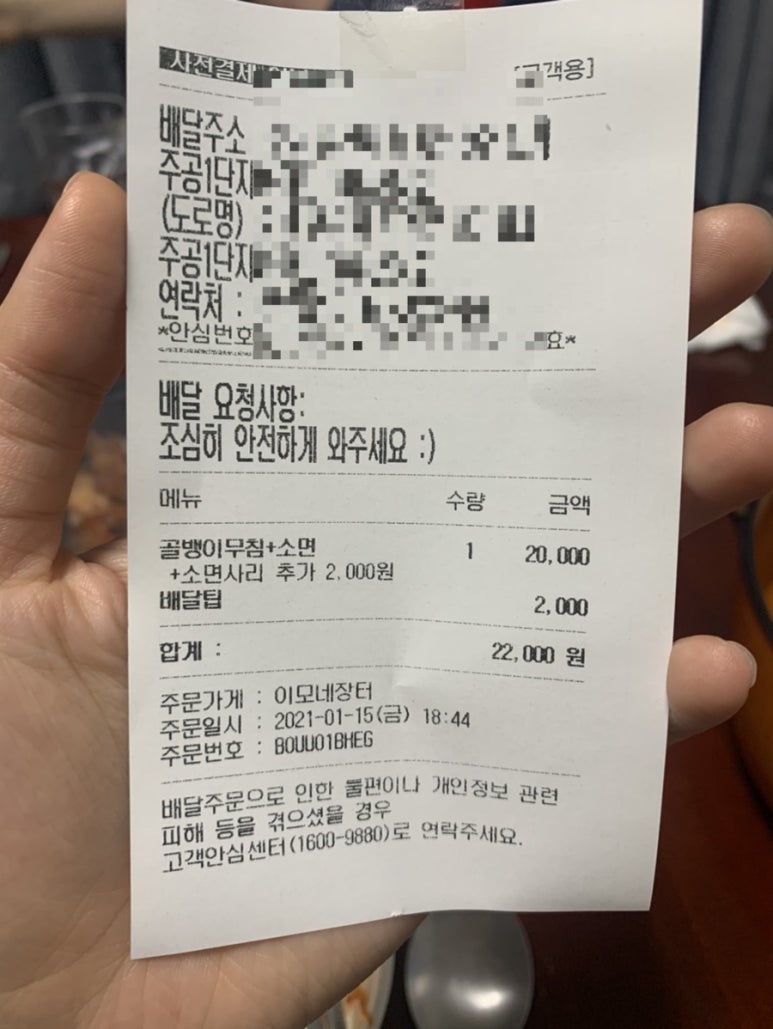 사전결제
고객용]
배달주소
주공1단지
(도로명) :
주공1단지
연락처 :
*안심번호 요*
배달 요청사항:
조심히 안전하게 와주세요 :)
메뉴 수량 금액
골뱅이무침+소면 1 20,000
+소면사리 추가 2,000원
배달팁 2,000
합계 : 22,000 원
주문가게 : 이모네장터
주문일시 : 2021-01-15(금) 18:44
주문번호 : B0UU01BHEG
배달주문으로 인한 불편이나 개인정보 관련
피해 등을 겪으셨을 경우
고객안심센터(1600-9880)로 연락주세요.